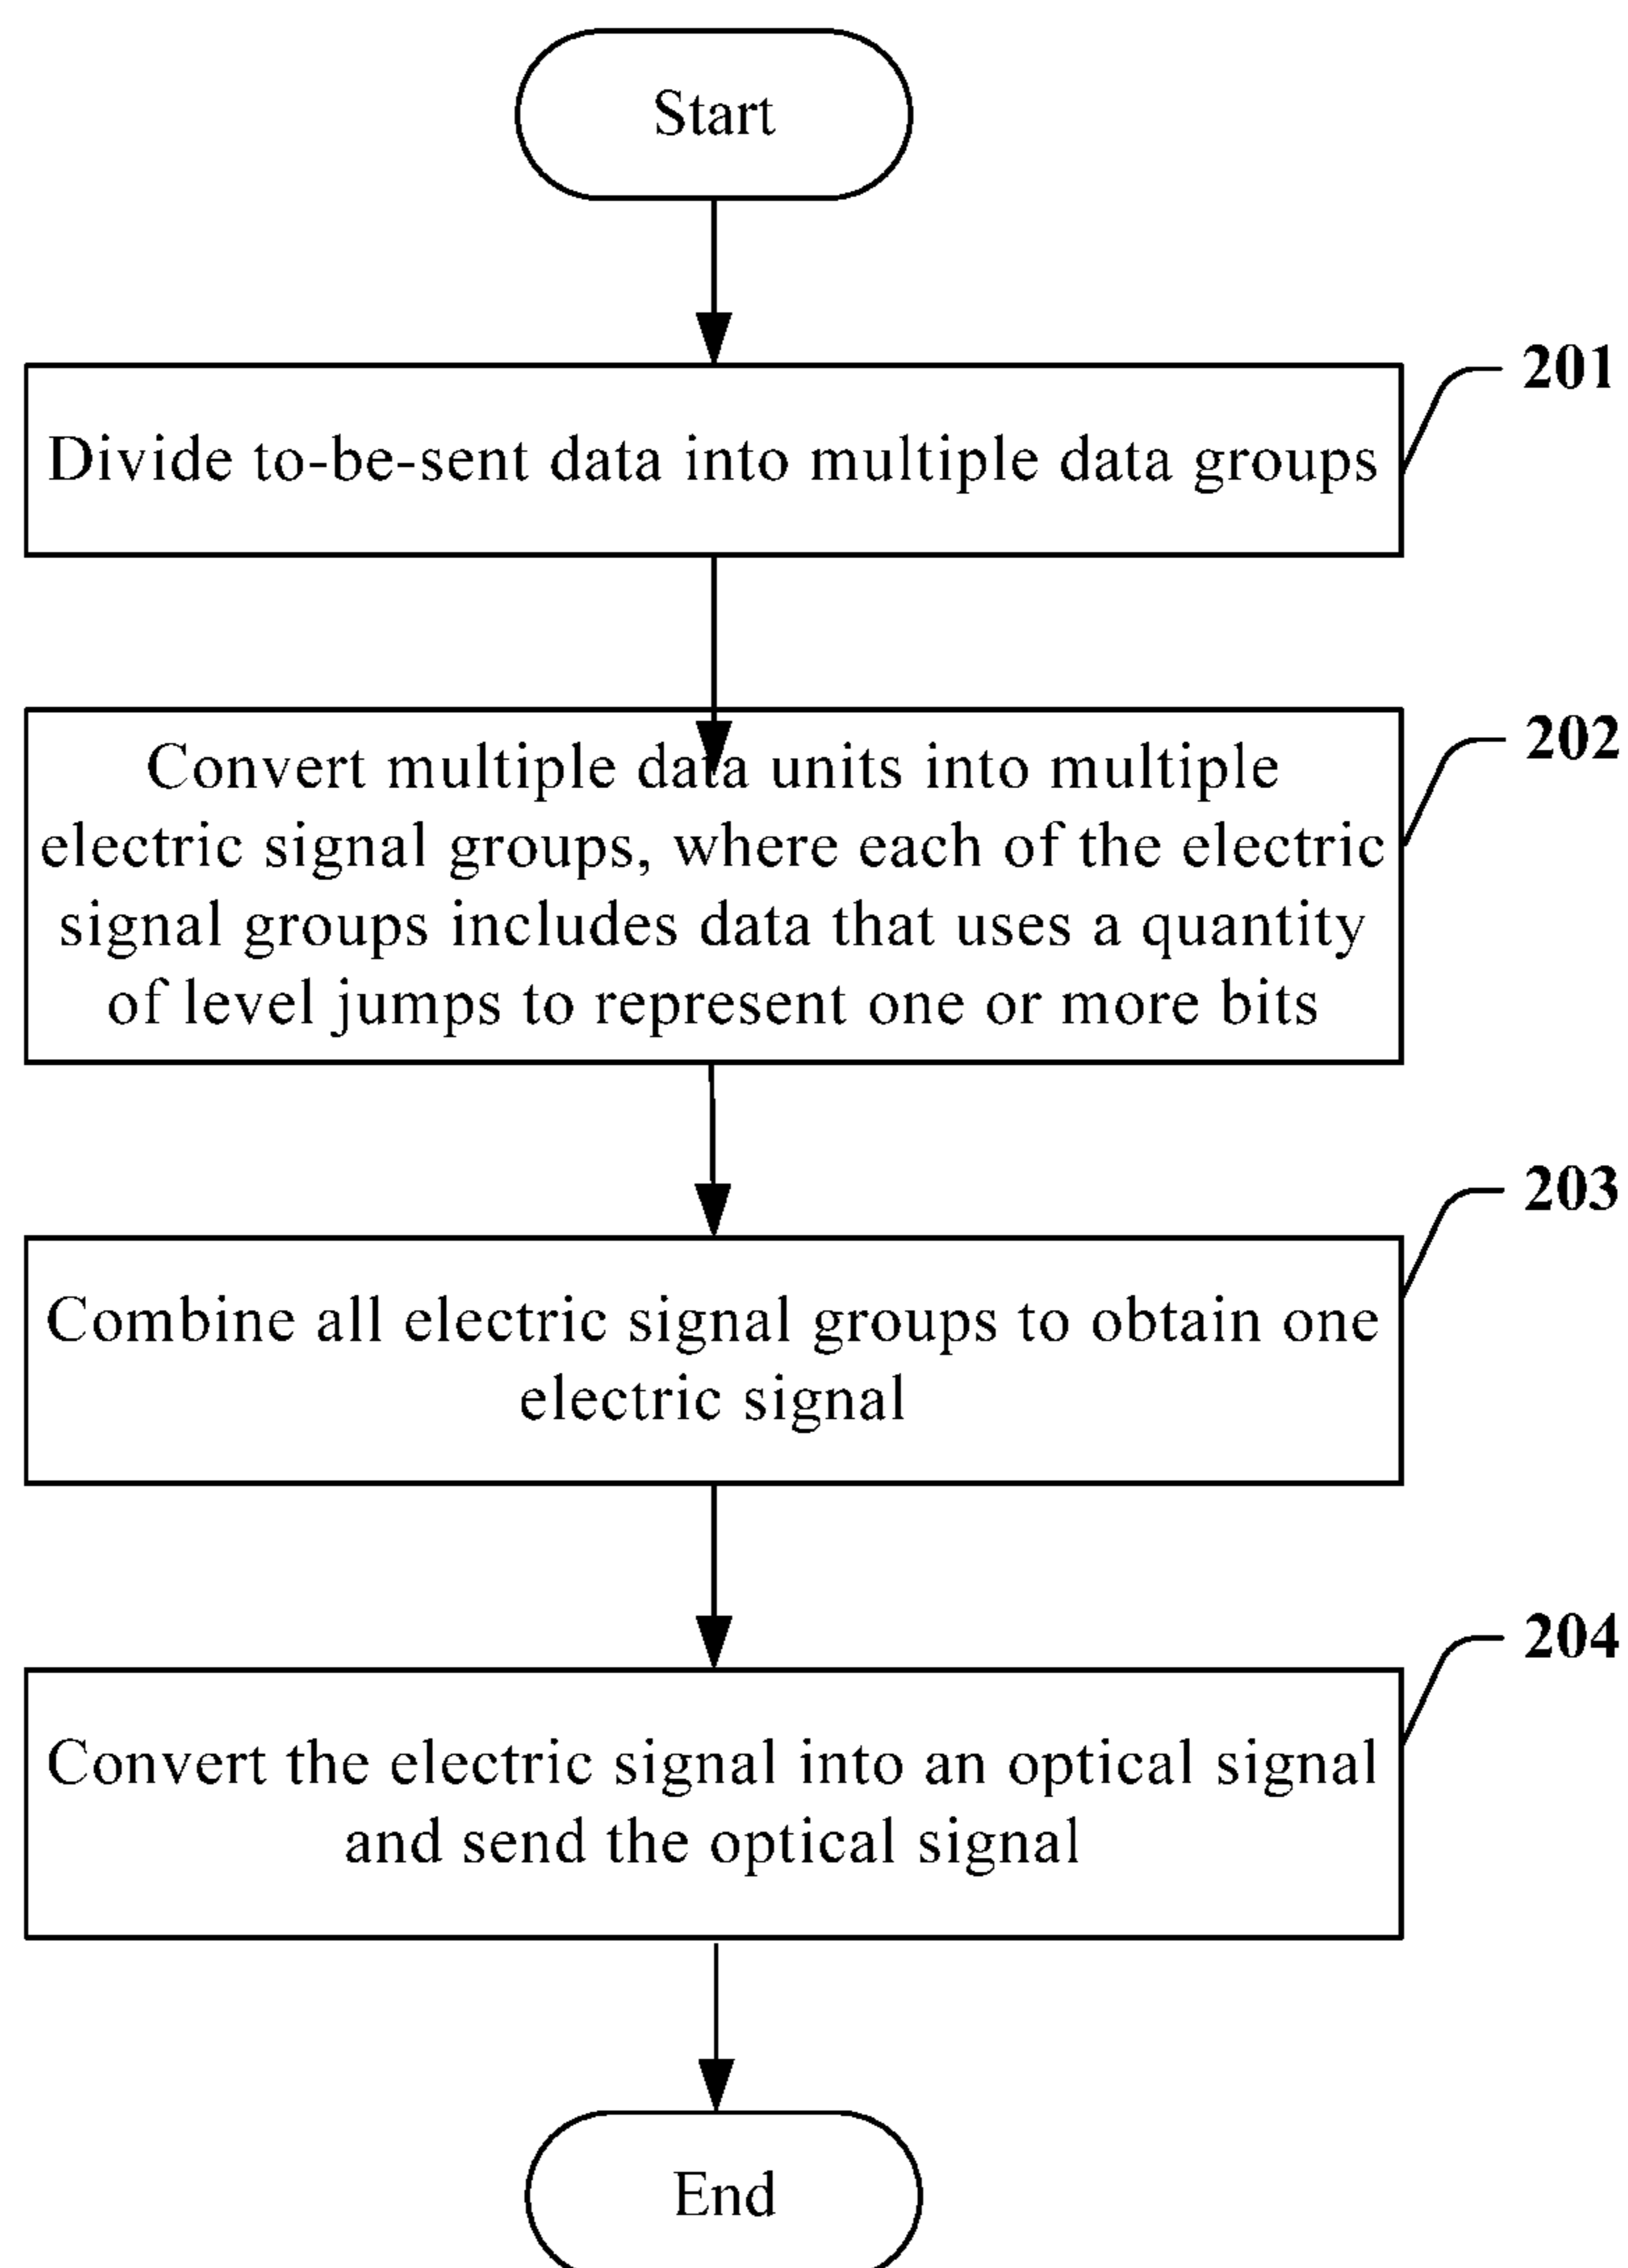 Start
201
Divide to-be-sent data into multiple data groups
202
Convert multiple data units into multiple
electric signal groups, where each of the electric
signal groups includes data that uses a quantity
of level jumps to represent one or more bits
203
Combine all electric signal groups to obtain one
electric signal
204
Convert the electric signal into an optical signal
and send the optical signal
End